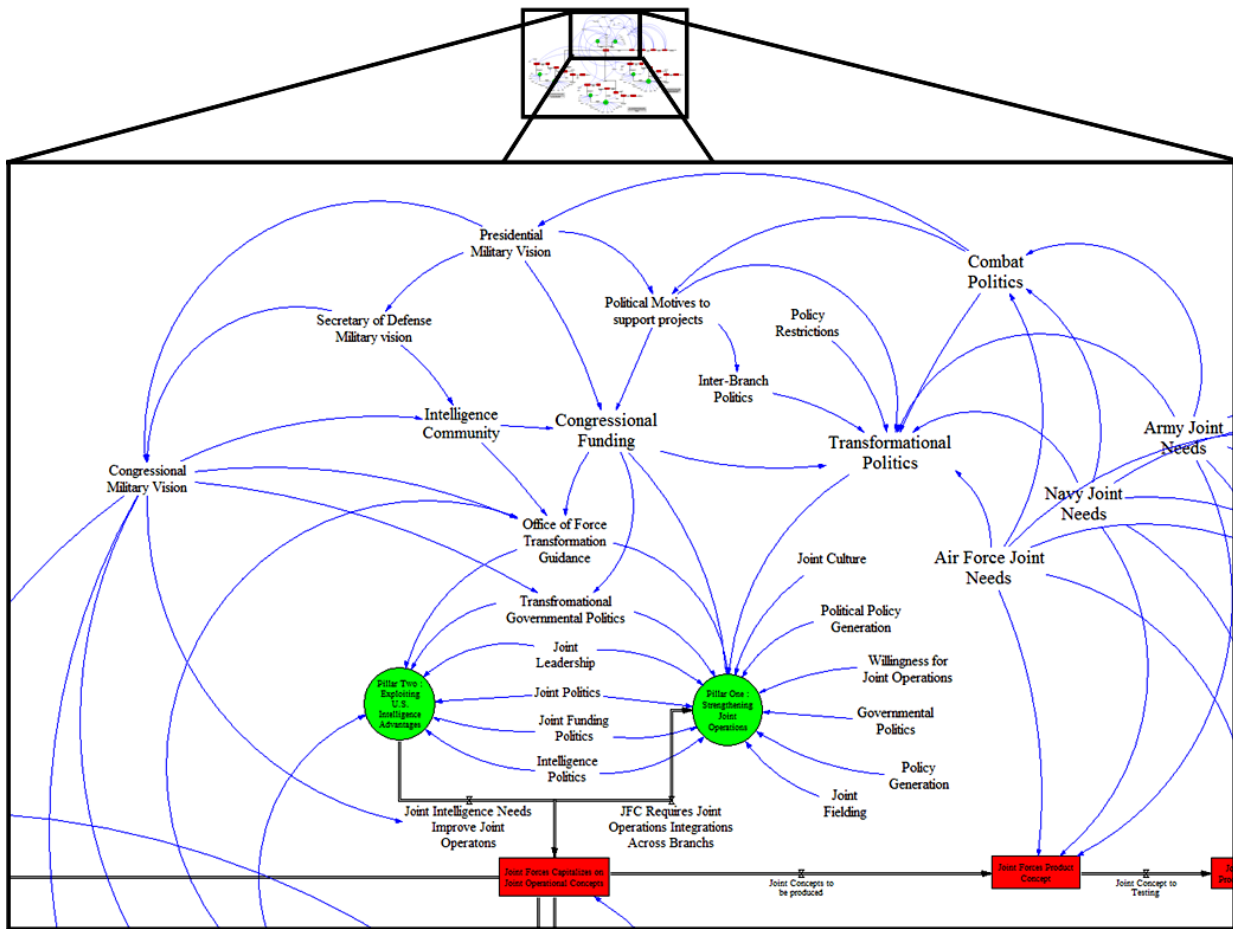 Presidential
Military Vision
Combat
Politics
Political Motives to
support projects
Secretary of Defense
Military vision
Policy
Restrictions
Inter-Branch
Politics
Intelligence
Community
Congressional
Funding
Transformational
Politics
Army Joint
Needs
Congressional
Military Vision
Navy Joint
Needs
Office of Force
Transformation
Guidance
Air Force Joint
Needs
Joint Culture
Transfromational
Governmental Politics
Political Policy
Generation
Joint
Leadership
Willingness for
Joint Operations
Pillar Two :
Exploiting
U.S.
Intelligence
Advantages
Joint Politics
Pillar One :
Strengthening
Joint
Operations
Joint Funding
Politics
Governmental
Politics
Intelligence
Politics
Policy
Generation
Joint
Fielding
Joint Intelligence Needs
Improve Joint
Operatons
JFC Requires Joint
Operations Integrations
Across Branchs
Joint Forces Capitalizes on
Joint Operational Concepts
Joint Concepts to
be produced
Joint Forces Product
Concept
Joint Concept to
Testing